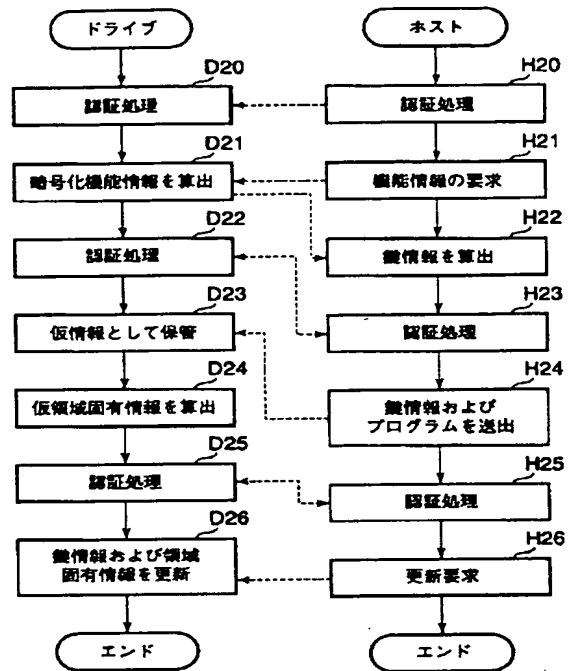 ドライブ
ホスト
D20
認証処理
H20
認証処理
D21
暗号化機能情報を算出
H21
機能情報の要求
D22
認証処理
H22
鍵情報を算出
D23
仮情報として保管
H23
認証処理
D24
仮領域固有情報を算出
H24
鍵情報および
プログラムを送出
D25
認証処理
H25
認証処理
D26
鍵情報および領域
固有情報を更新
H26
更新要求
エンド
エンド